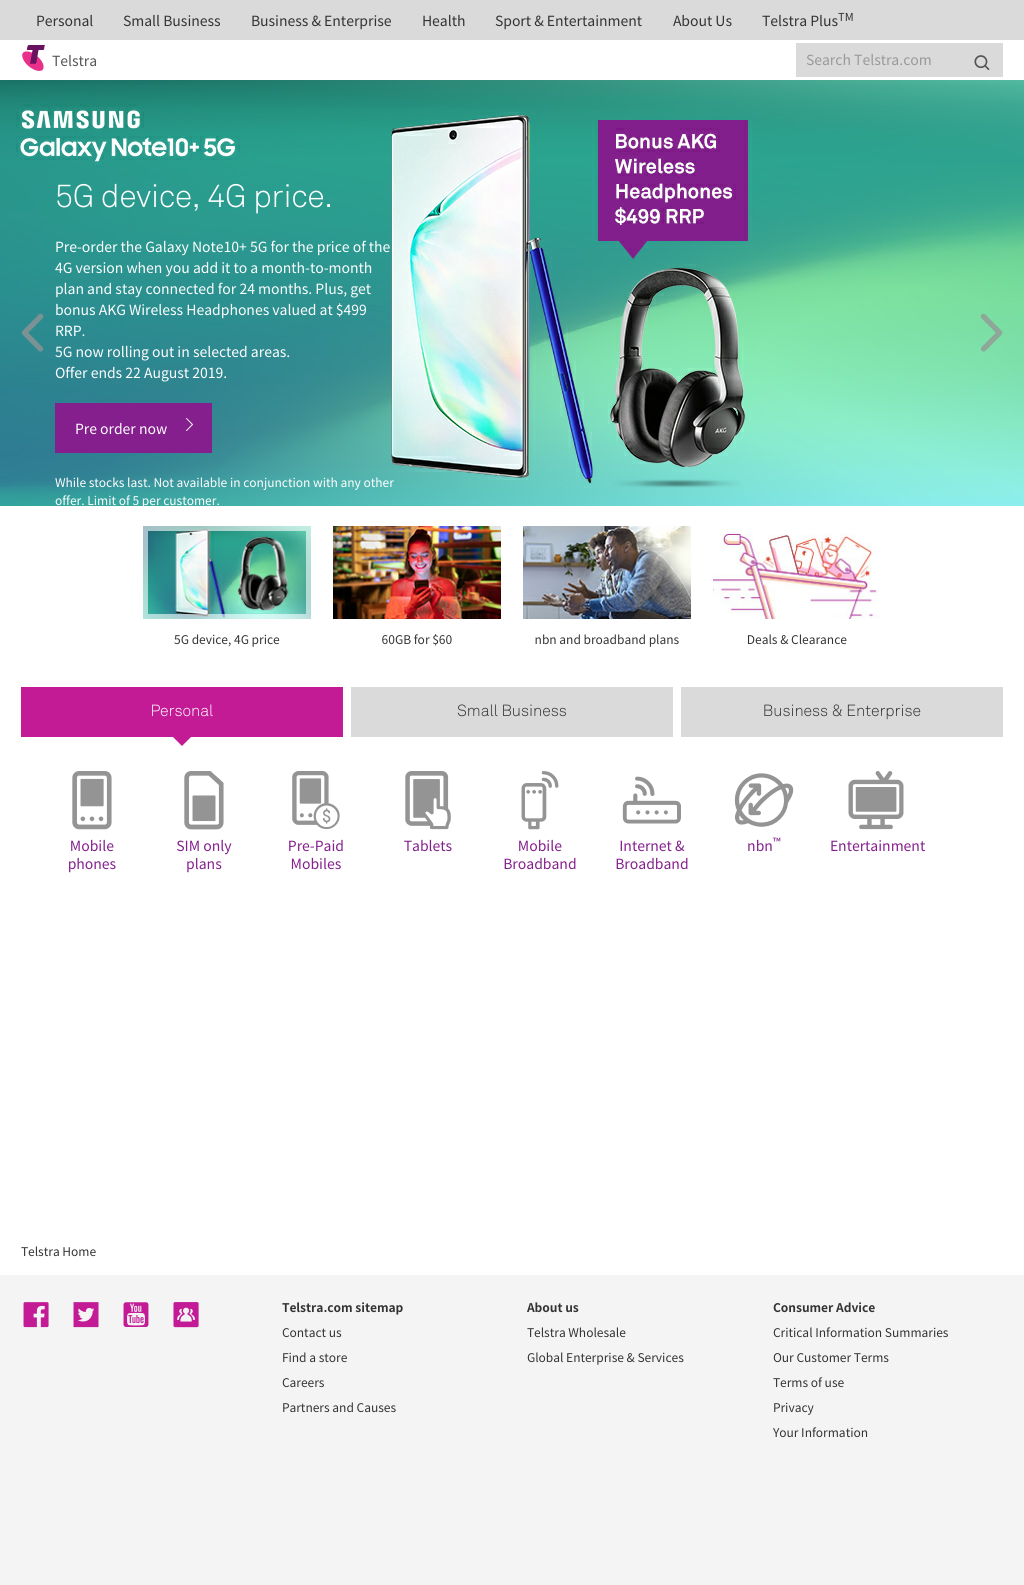 Personal
Small Business
Business & Enterprise
Health
Sport & Entertainment
About Us
Telstra Plus™
Telstra
Search Telstra.com
SAMSUNG
Galaxy Note10+ 5G
5G device, 4G price.
Pre-order the Galaxy Note10+ 5G for the price of the
4G version when you add it to a month-to-month
plan and stay connected for 24 months. Plus, get
bonus AKG Wireless Headphones valued at $499
RRP.
5G now rolling out in selected areas.
Offer ends 22 August 2019.
Pre order now
While stocks last. Not available in conjunction with any other
offer. Limit of 5 per customer.
Bonus AKG
Wireless
Headphones
$499 RRP
AKG
5G device, 4G price
60GB for $60
nbn and broadband plans
Deals & Clearance
Personal
Small Business
Business & Enterprise
Mobile
phones
SIM only
plans
$
Pre-Paid
Mobiles
Tablets
Mobile
Broadband
Internet &
Broadband
nbn™
Entertainment
Telstra Home
You
Tube
Telstra.com sitemap
Contact us
Find a store
Careers
Partners and Causes
About us
Telstra Wholesale
Global Enterprise & Services
Consumer Advice
Critical Information Summaries
Our Customer Terms
Terms of use
Privacy
Your Information